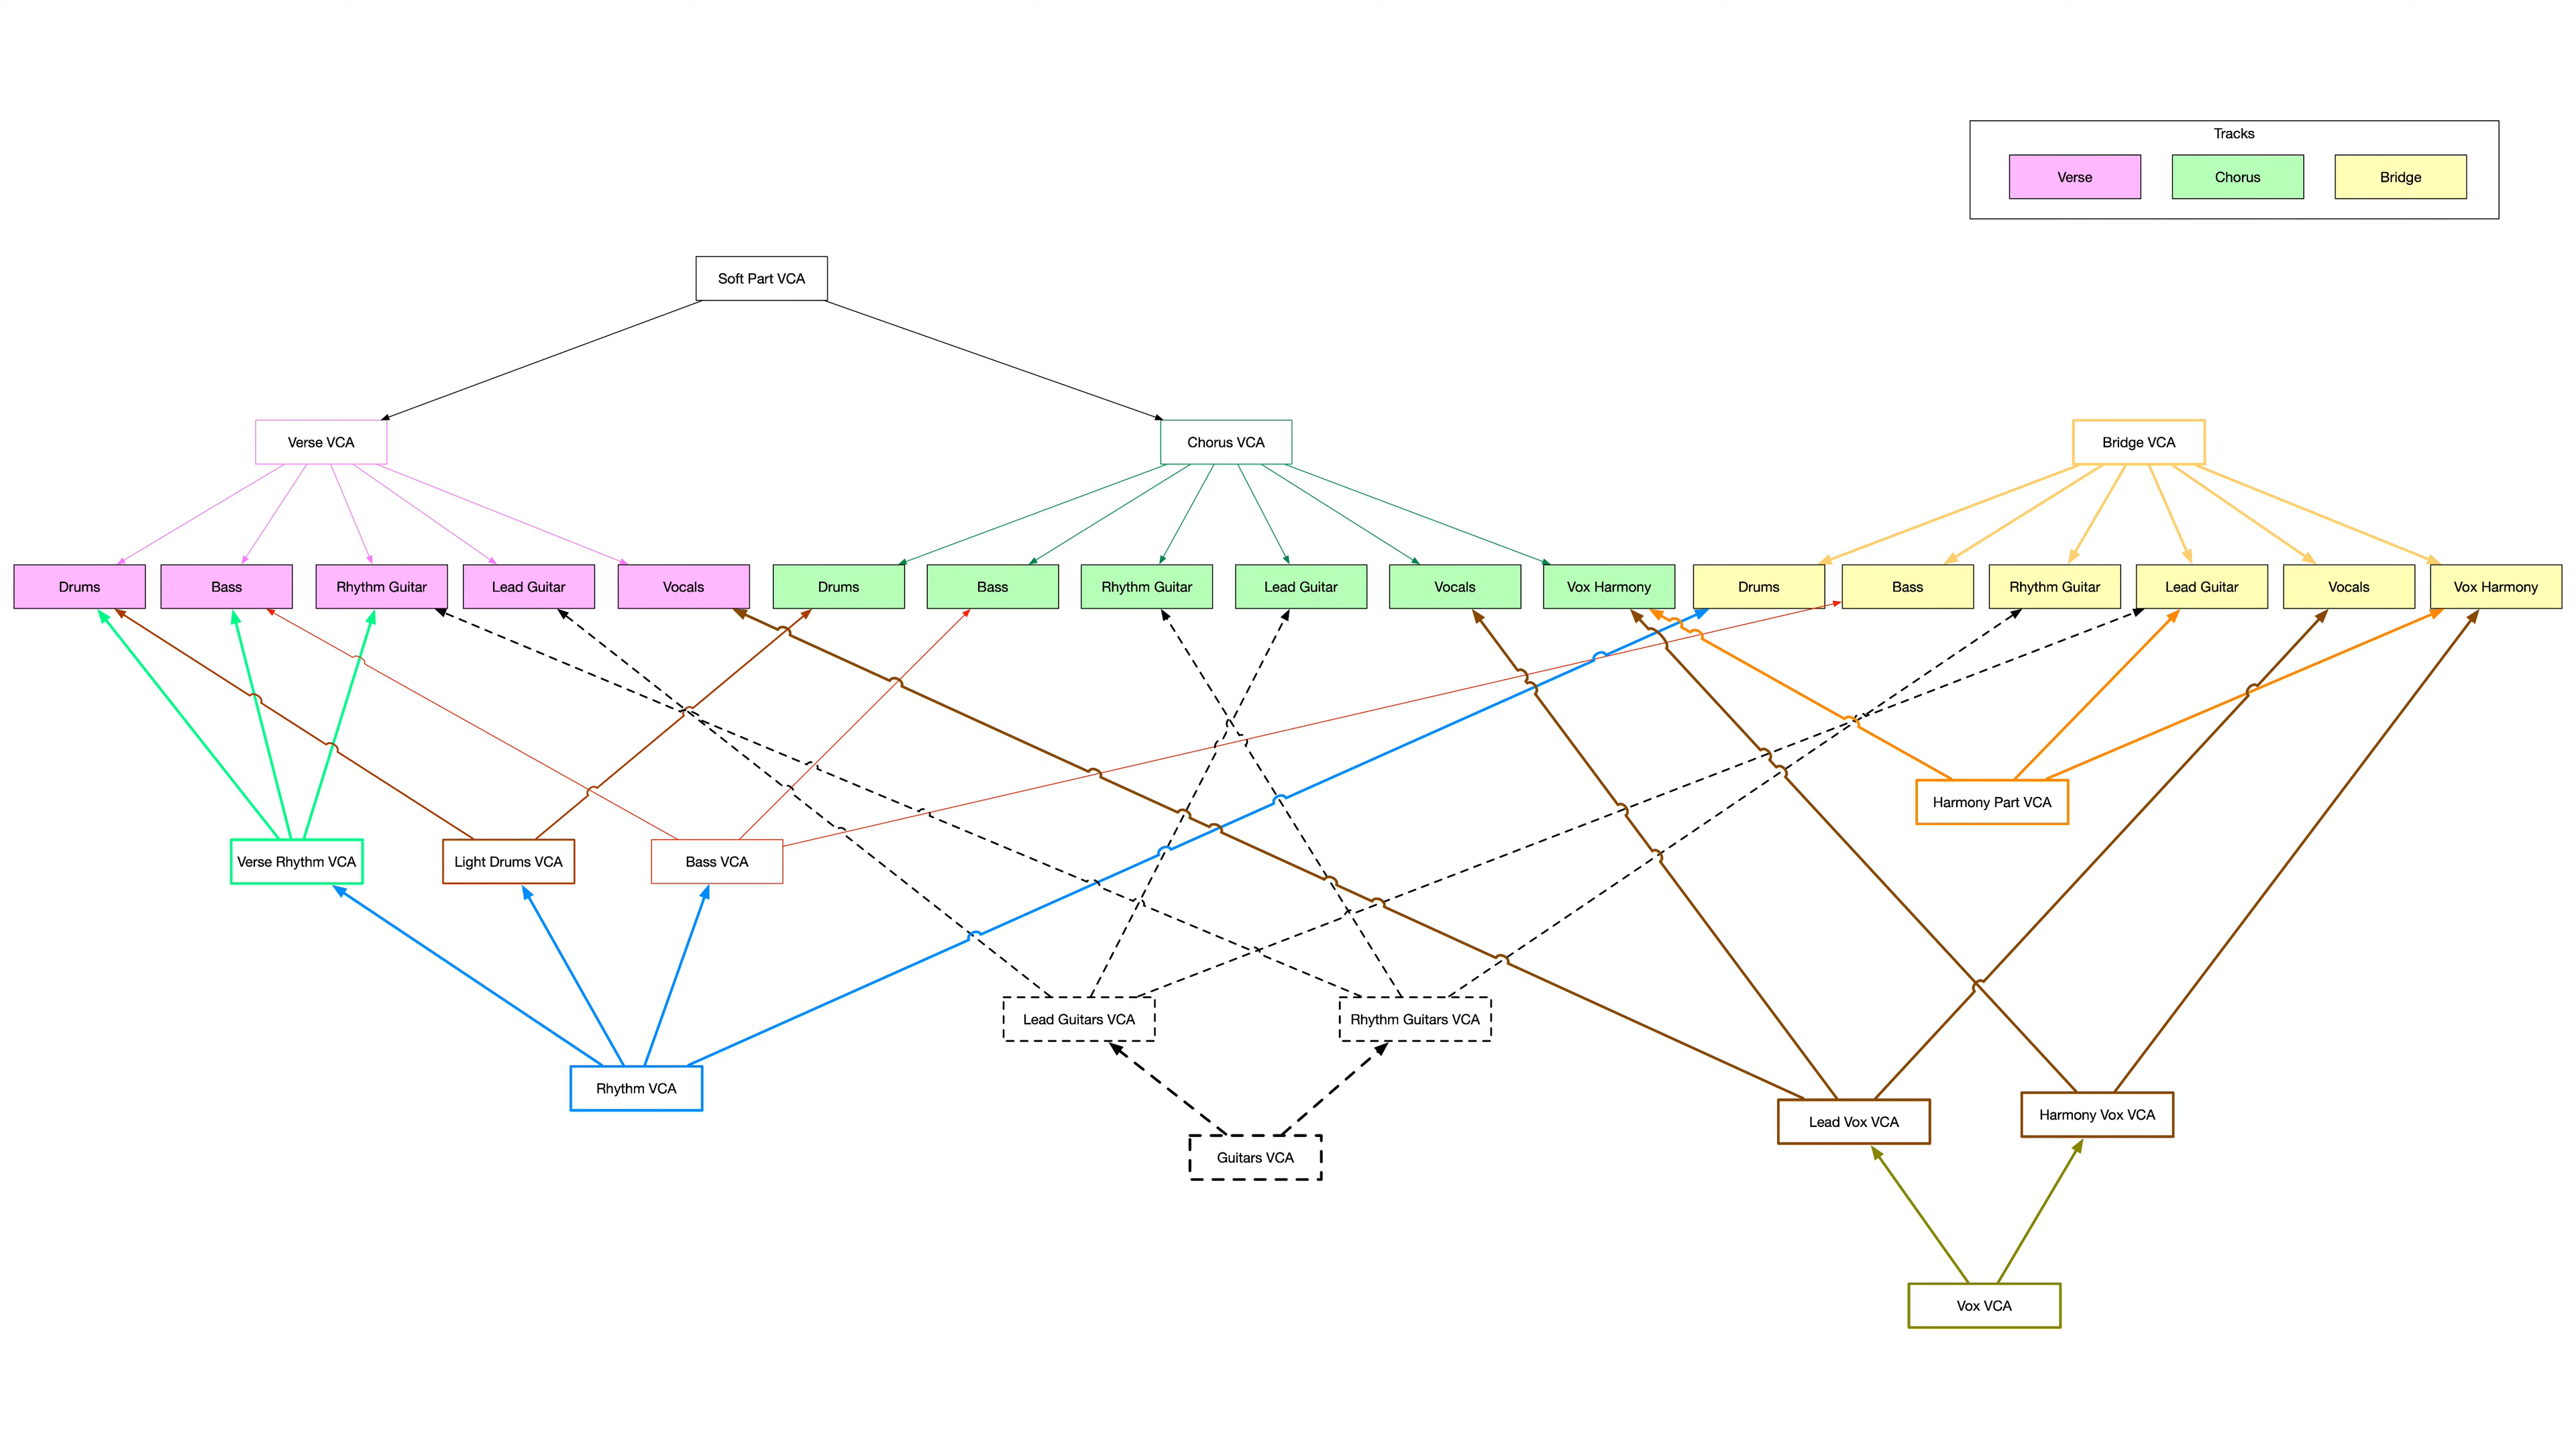 Tracks
Verse
Chorus
Bridge
Soft Part VCA
Verse VCA
Chorus VCA
Bridge VCA
Drums
Bass
Rhythm Guitar
Lead Guitar
Vocals
Drums
Bass
Rhythm Guitar
Lead Guitar
Vocals
Vox Harmony
Drums
Bass
Rhythm Guitar
Lead Guitar
Vocals
Vox Harmony
Harmony Part VCA
Verse Rhythm VCA
Light Drums VCA
Bass VCA
Lead Guitars VCA
Rhythm Guitars VCA
Rhythm VCA
Lead Vox VCA
Harmony Vox VCA
Guitars VCA
Vox VCA